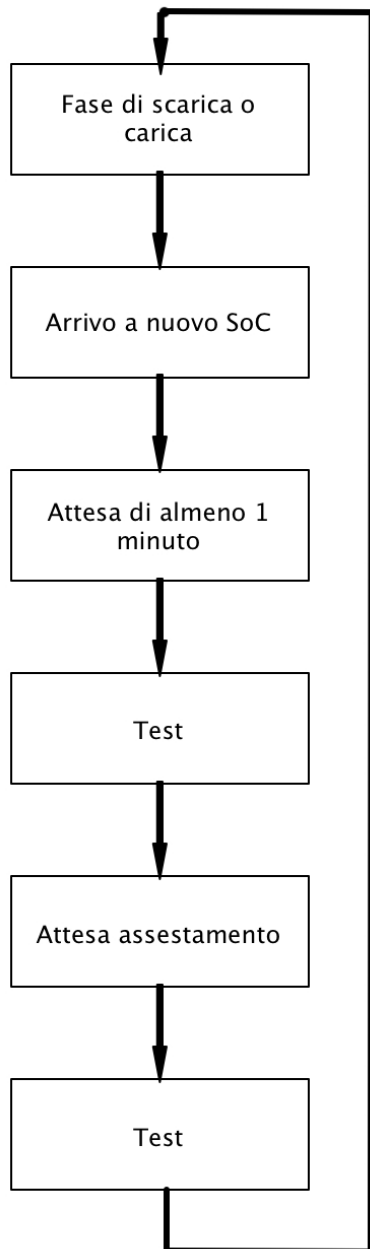 Fase di scarica o
carica
Arrivo a nuovo SoC
Attesa di almeno 1
minuto
Test
Attesa assestamento
Test